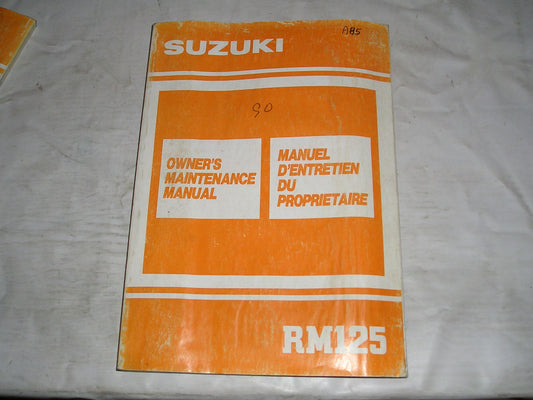 SUZUKI
A85
90
OWNER'S
MAINTENANCE
MANUAL
MANUEL
D'ENTRETIEN
DU
PROPRIETAIRE
RM125